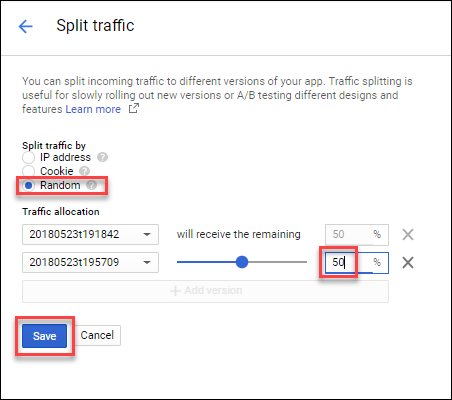 Split traffic
You can split incoming traffic to different versions of your app. Traffic splitting is
useful for slowly rolling out new versions or A/B testing different designs and
features Learn more
Split traffic by
IP address ?
Cookie ?
Random ?
Traffic allocation
20180523t191842 will receive the remaining 50 %
20180523t195709 50 %
+ Add version
Save Cancel